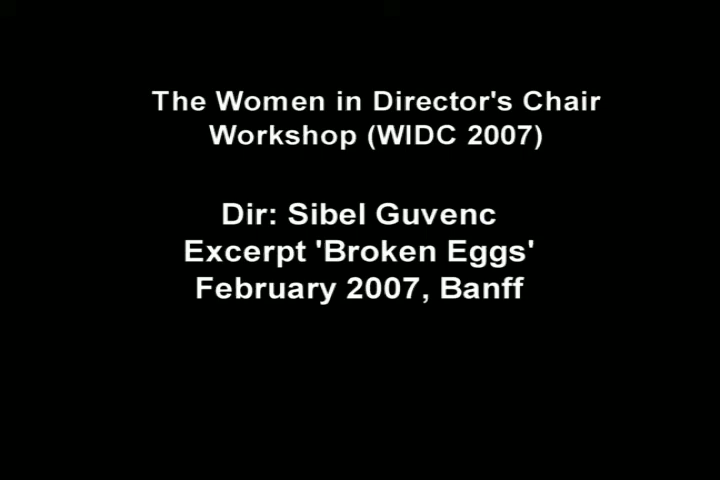 The Women in Director's Chair
Workshop (WIDC 2007)
Dir: Sibel Guvenc
Excerpt 'Broken Eggs'
February 2007, Banff